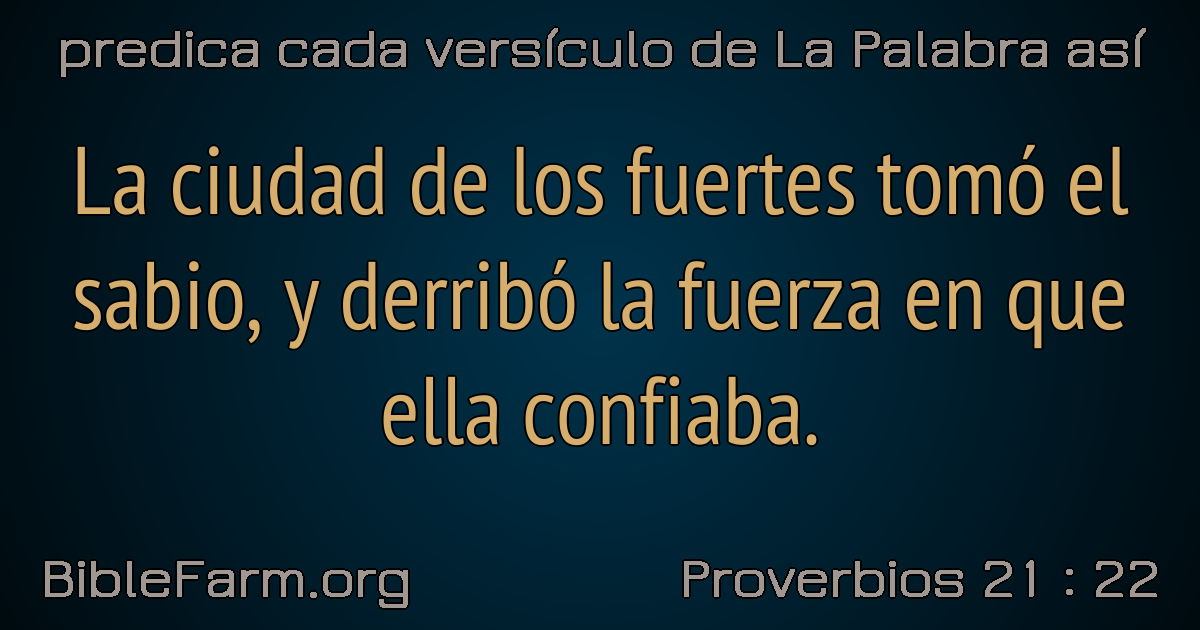 predica cada versículo de La Palabra así
La ciudad de los fuertes tomó el
sabio, y derribó la fuerza en que
ella confiaba.
BibleFarm.org
Proverbios 21 : 22